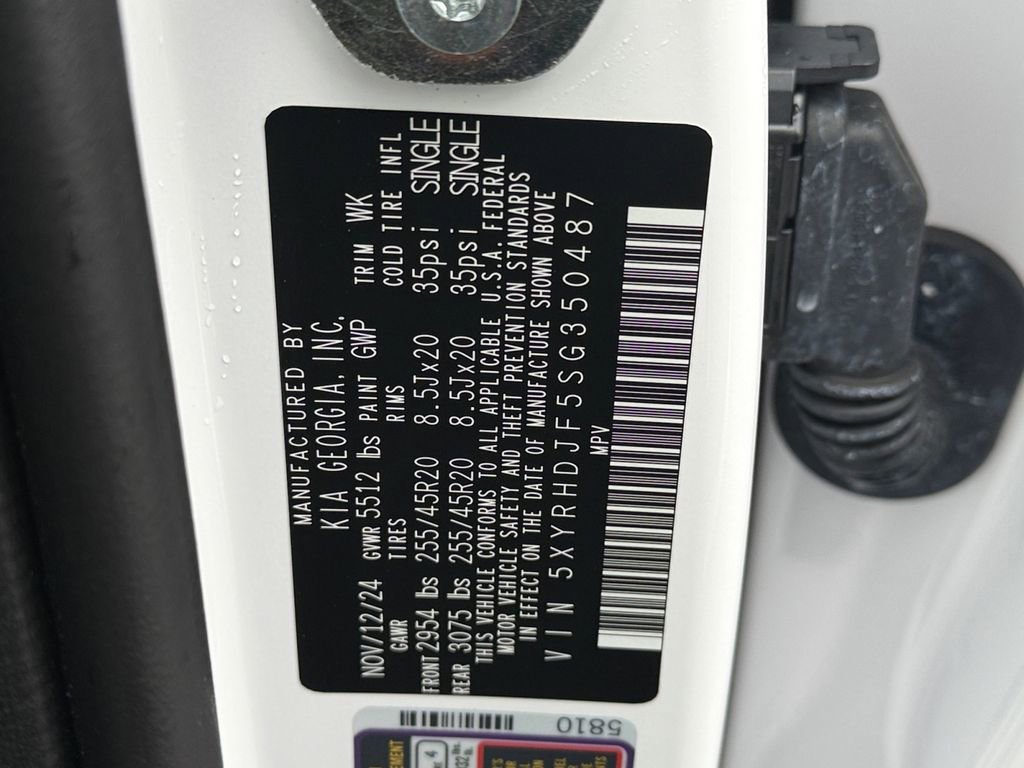 MANUFACTURED BY
KIA GEORGIA, INC.
NOV/12/24 GVWR 5512 lbs PAINT GWP TRIM WK
GAWR TIRES RIMS COLD TIRE INFL
FRONT 2954 lbs 255/45R20 8.5Jx20 35psi SINGLE
REAR 3075 lbs 255/45R20 8.5Jx20 35psi SINGLE
THIS VEHICLE CONFORMS TO ALL APPLICABLE U.S.A. FEDERAL
MOTOR VEHICLE SAFETY AND THEFT PREVENTION STANDARDS
IN EFFECT ON THE DATE OF MANUFACTURE SHOWN ABOVE
VIN 5XYRHDJF5SG350487
MPV
5810